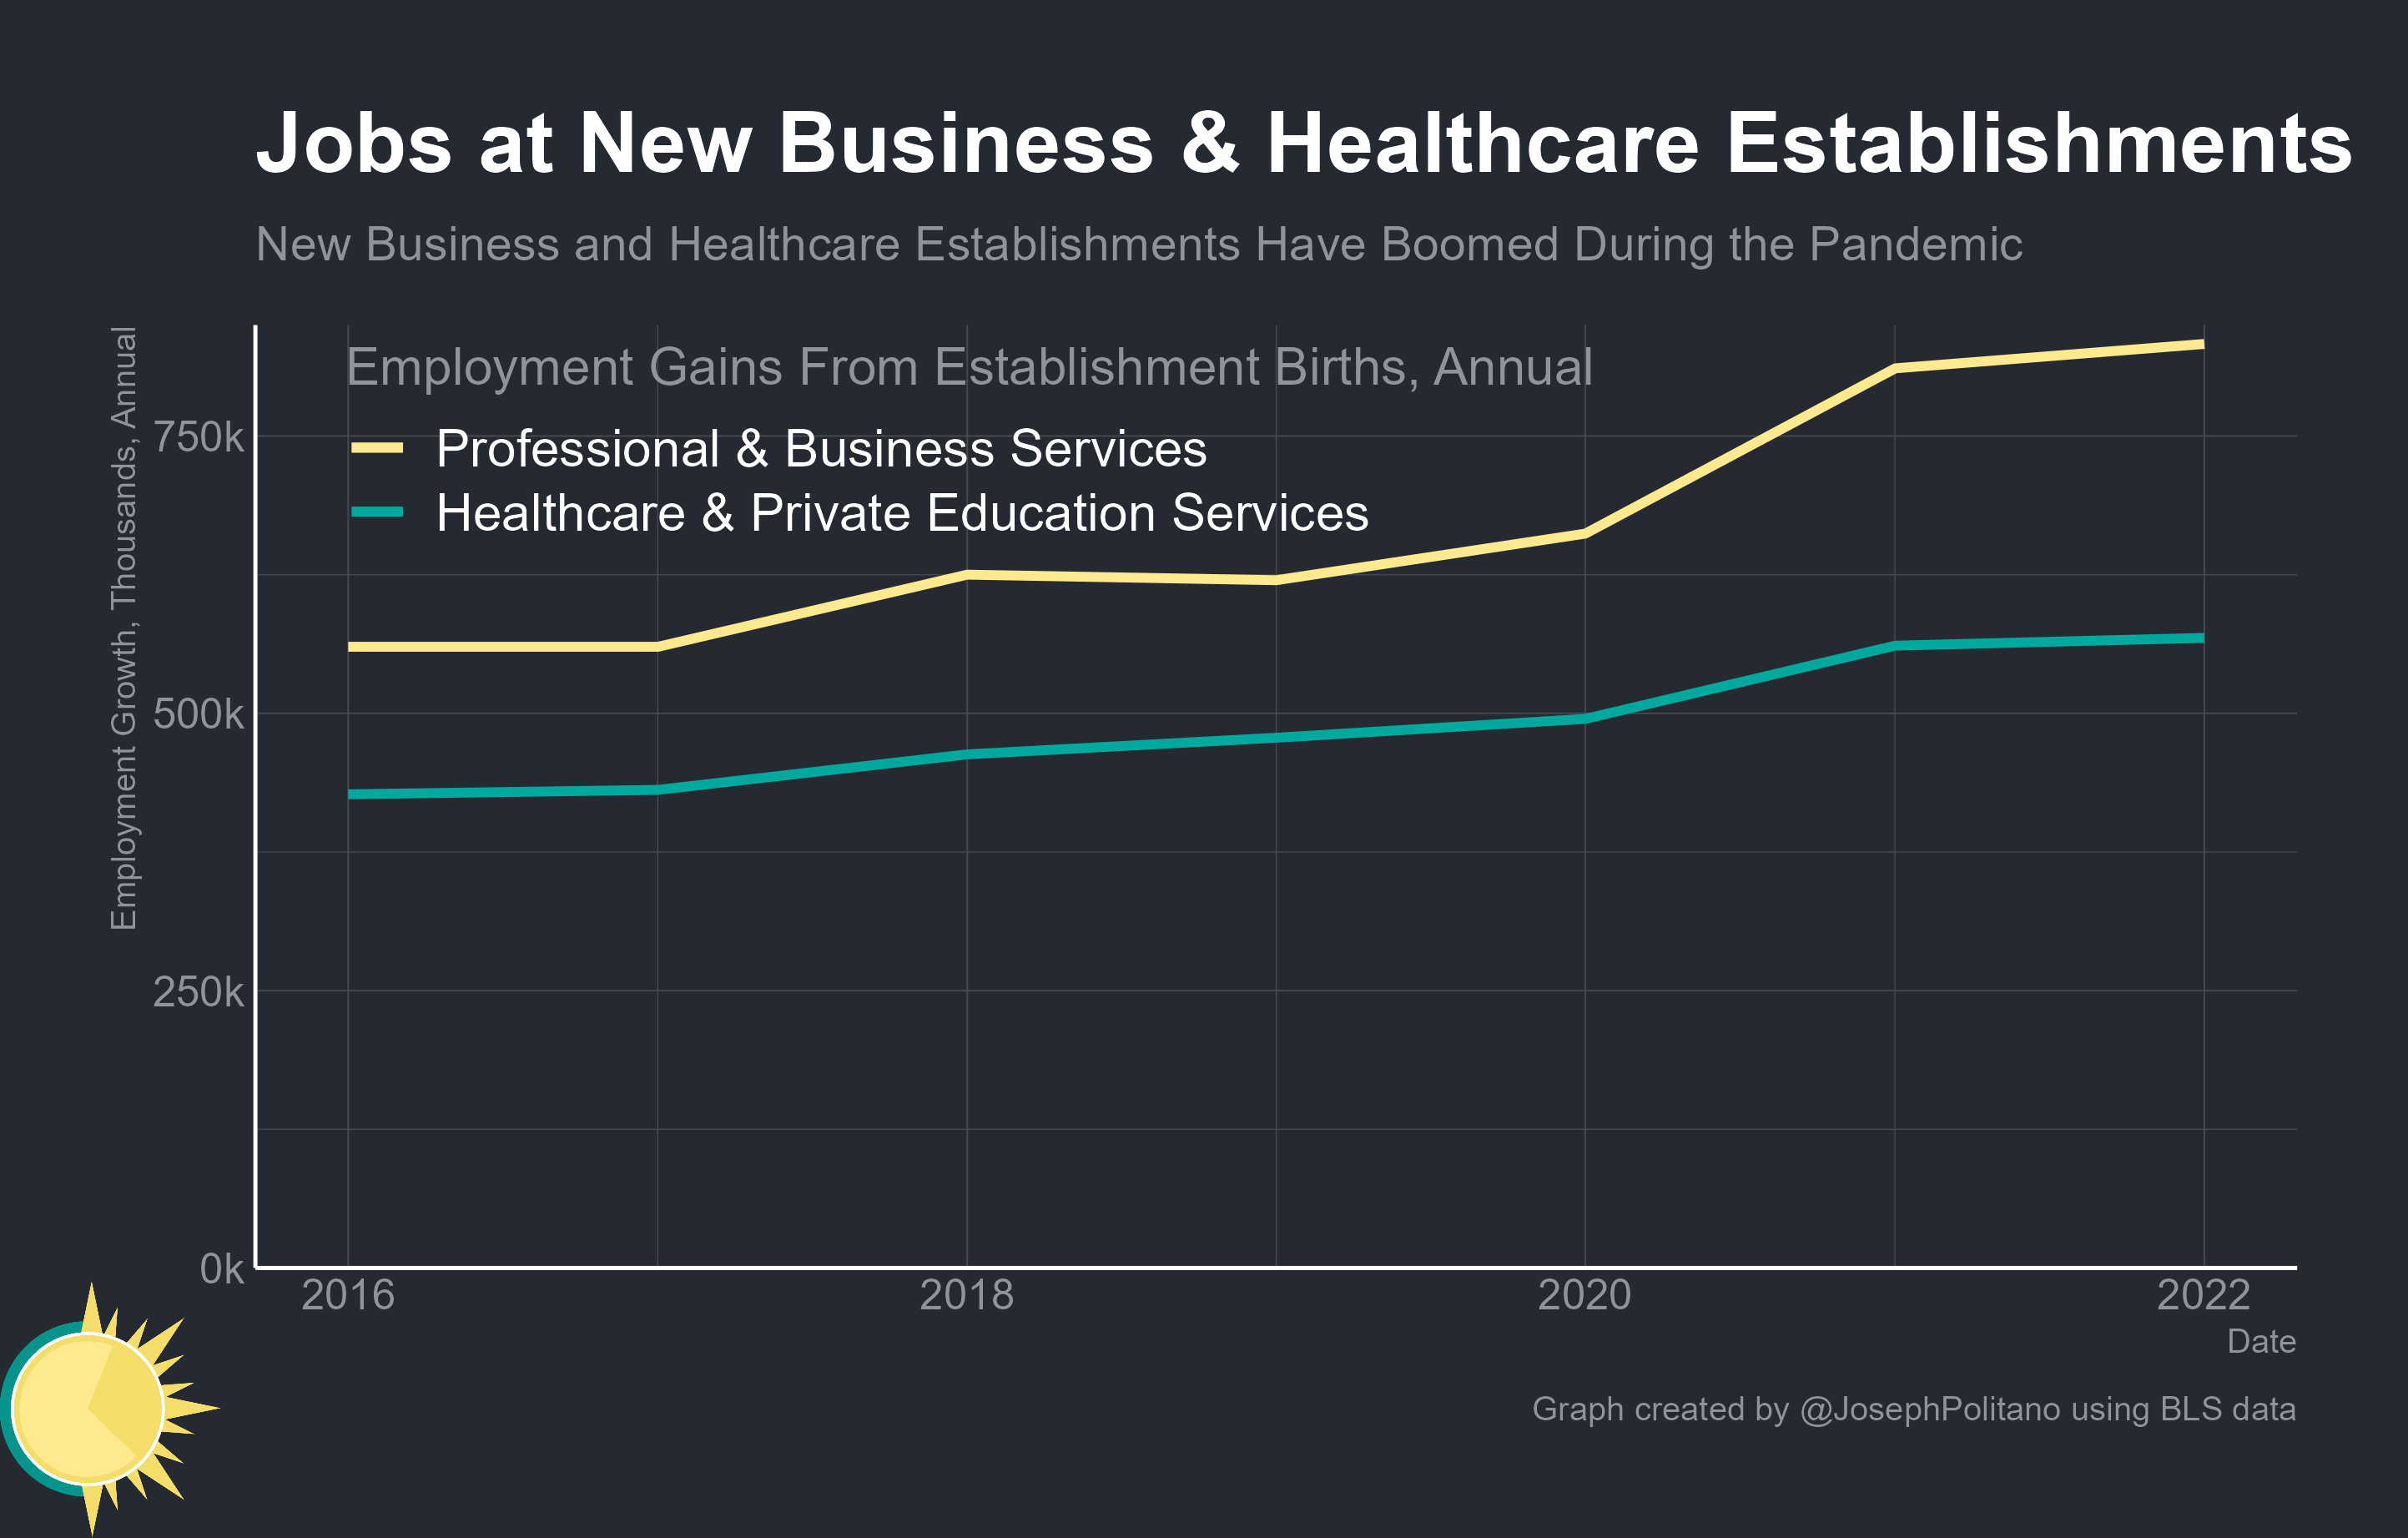 Jobs at New Business & Healthcare Establishments
New Business and Healthcare Establishments Have Boomed During the Pandemic
Employment Growth, Thousands, Annual
Employment Gains From Establishment Births, Annual
Professional & Business Services
Healthcare & Private Education Services
750k
500k
250k
0k
2016
2018
2020
2022
Date
Graph created by @JosephPolitano using BLS data